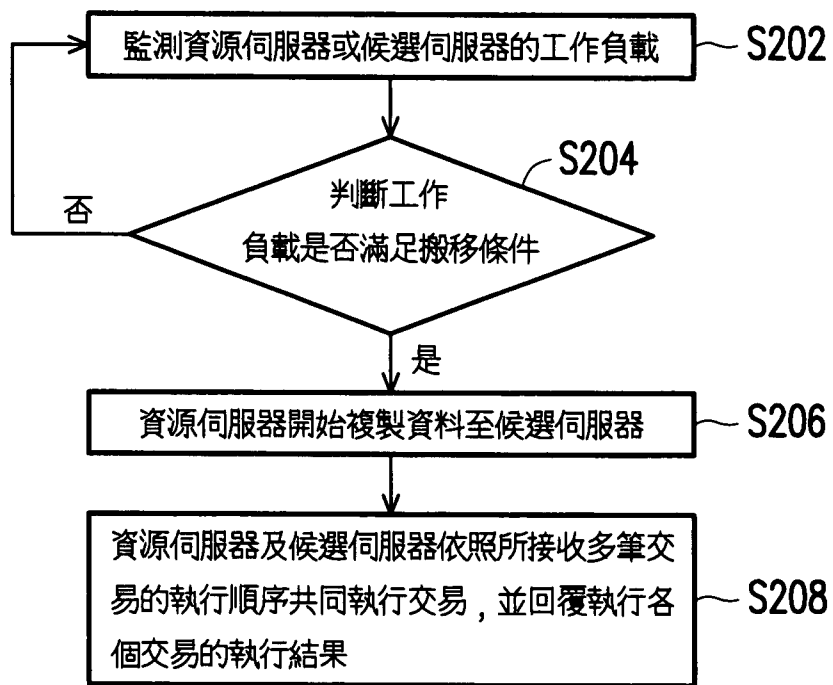 監測資源伺服器或候選伺服器的工作負載
S202
S204
判斷工作
負載是否滿足搬移條件
否
是
資源伺服器開始複製資料至候選伺服器
S206
資源伺服器及候選伺服器依照所接收多筆交
易的執行順序共同執行交易，並回覆執行各
個交易的執行結果
S208